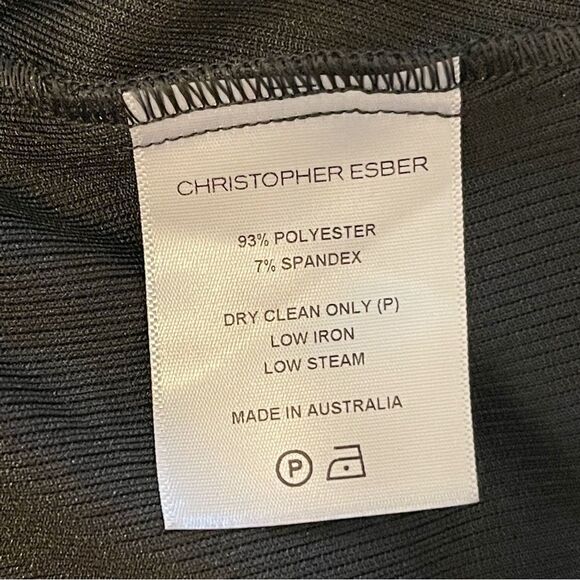 CHRISTOPHER ESBER
93% POLYESTER
7% SPANDEX
DRY CLEAN ONLY (P)
LOW IRON
LOW STEAM
MADE IN AUSTRALIA
P